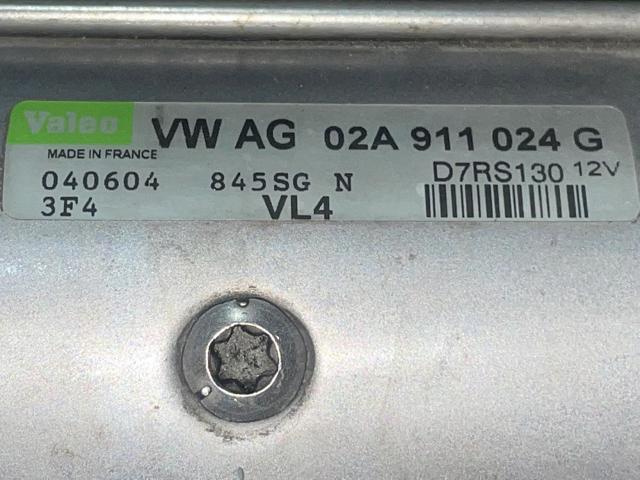 Valeo VW AG 02A 911 024 G
MADE IN FRANCE D7RS130 12V
040604 845SG N
3F4 VL4